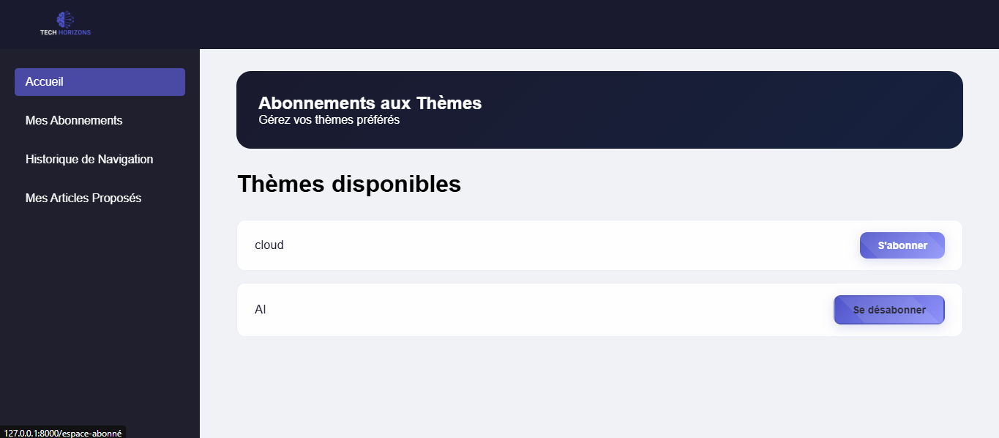 TECH HORIZONS
Accueil
Mes Abonnements
Historique de Navigation
Mes Articles Proposés
Abonnements aux Thèmes
Gérez vos thèmes préférés
Thèmes disponibles
cloud
S'abonner
AI
Se désabonner
127.0.0.1:8000/espace-abonné